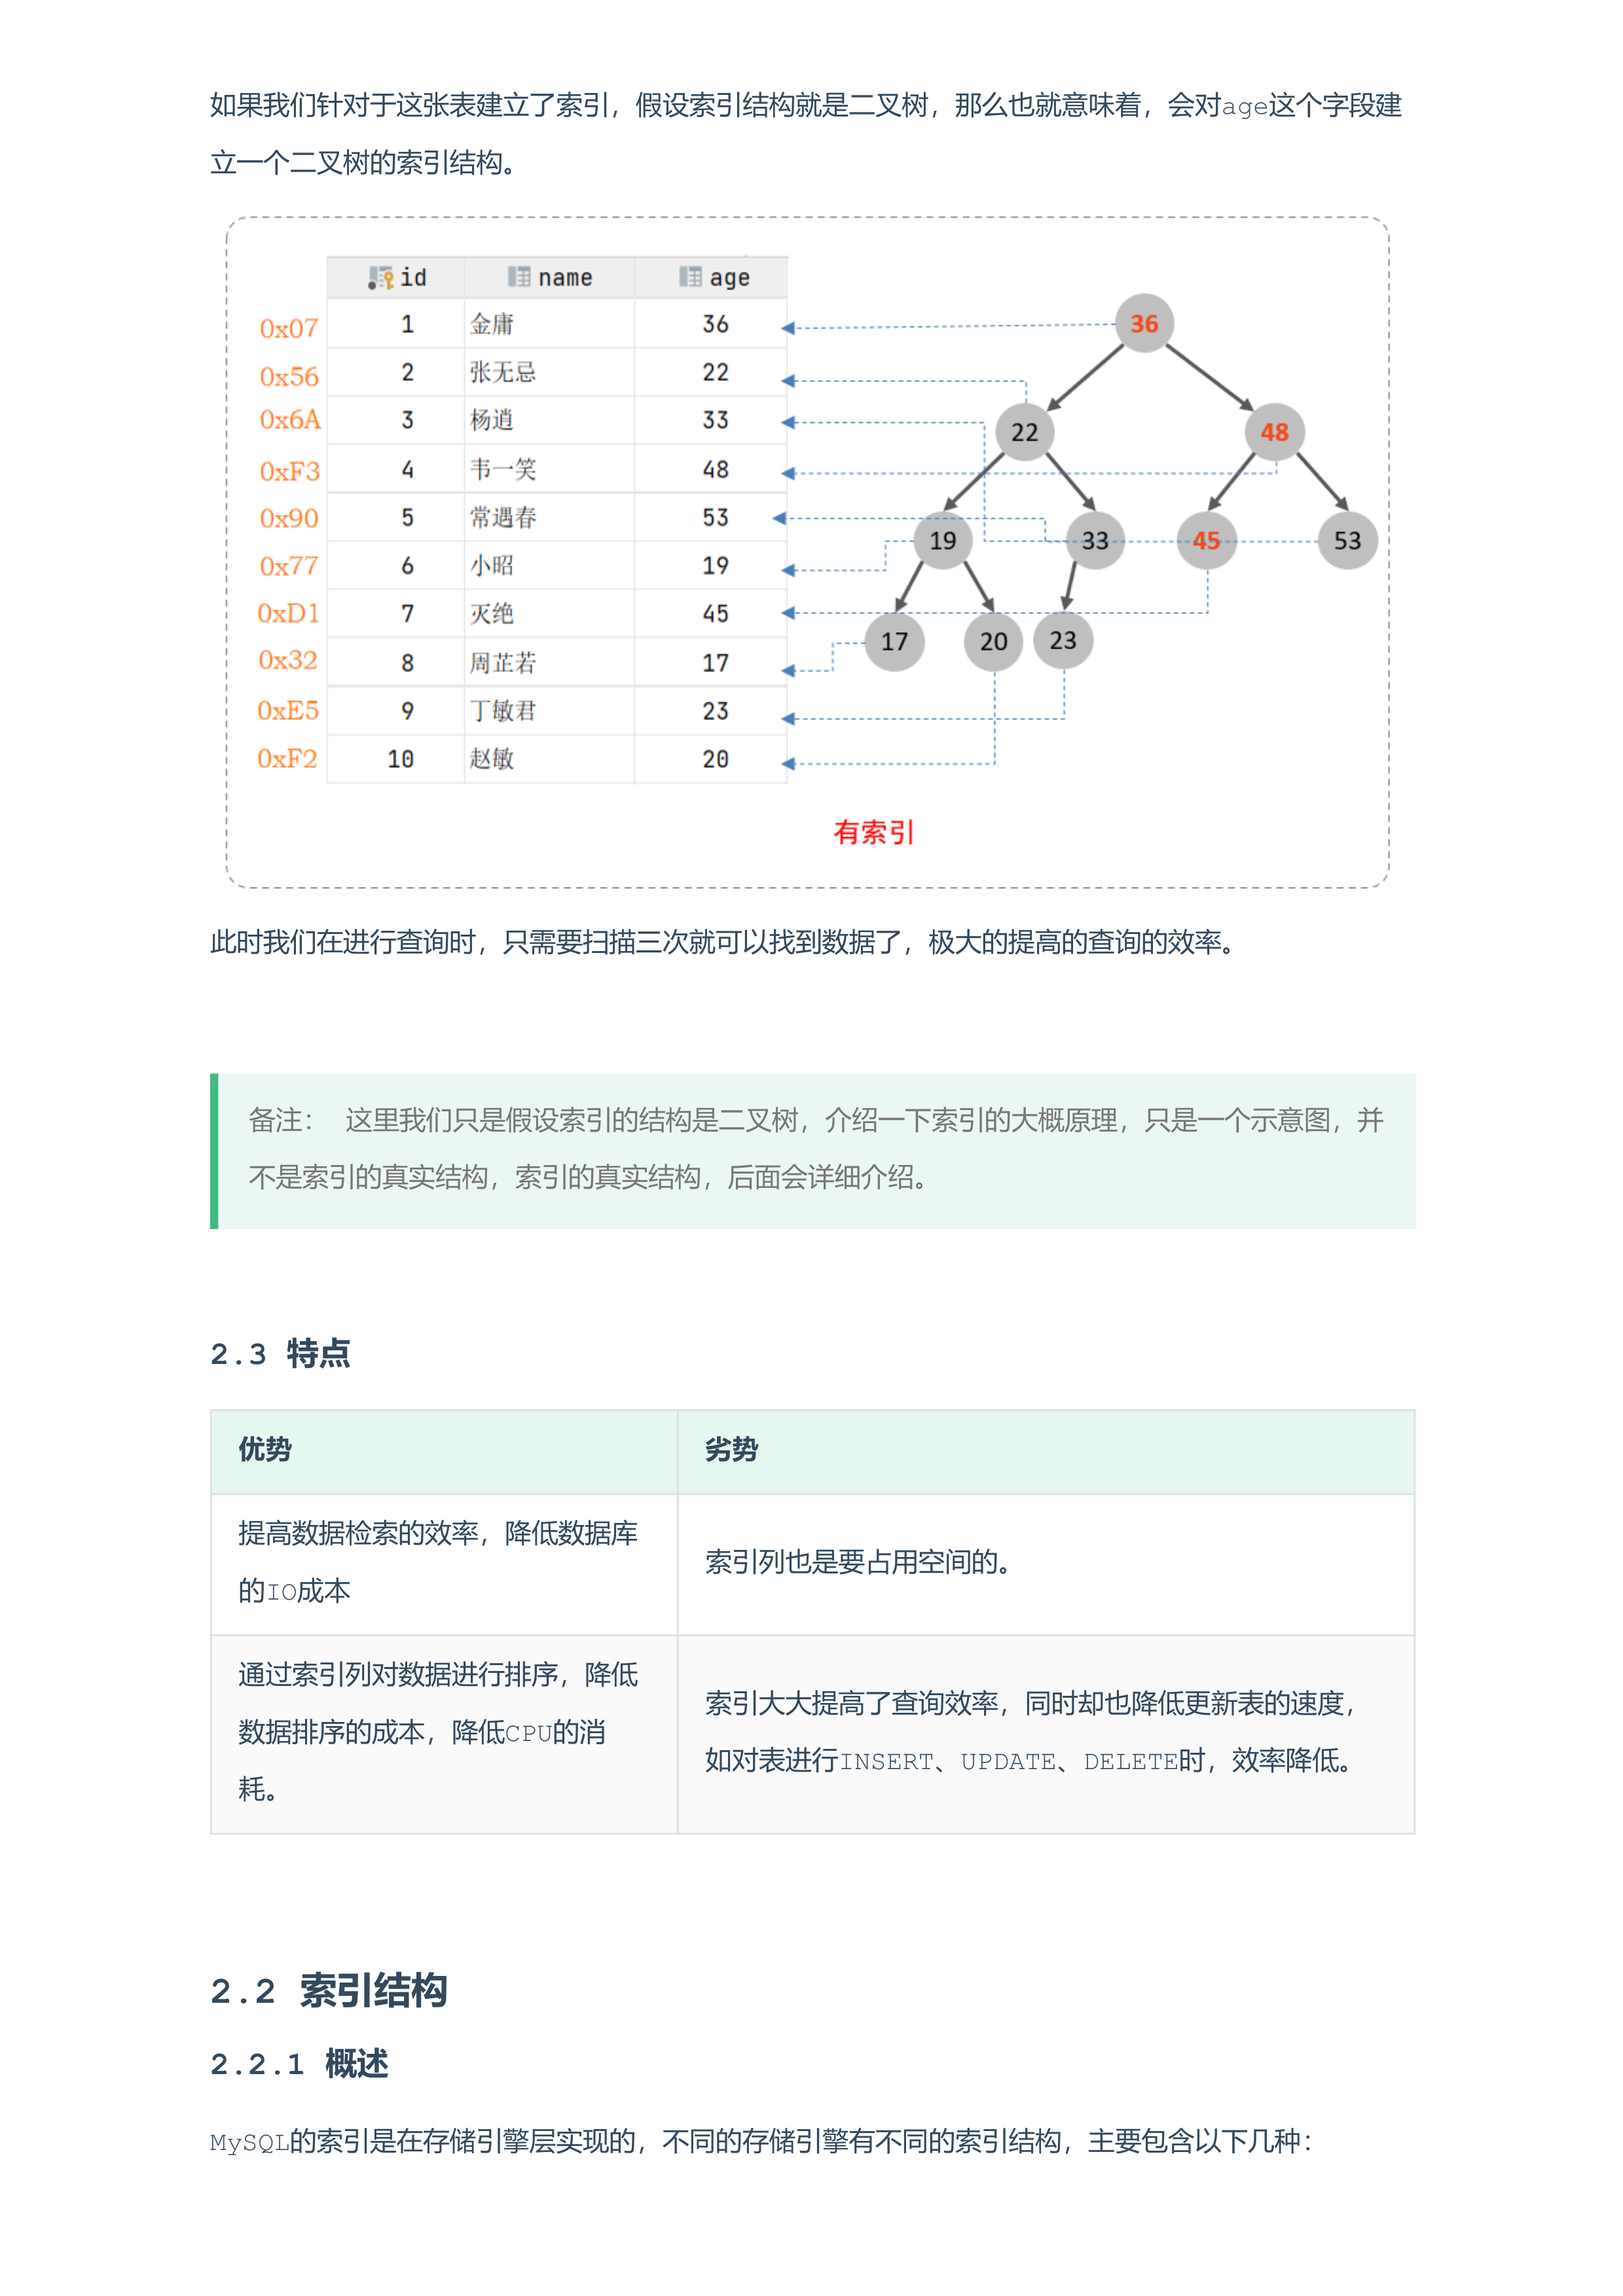 如果我们针对于这张表建立了索引，假设索引结构就是二叉树，那么也就意味着，会对age这个字段建
立一个二叉树的索引结构。
id name age
0x07 1 金庸 36
0x56 2 张无忌 22
0x6A 3 杨逍 33
0xF3 4 韦一笑 48
0x90 5 常遇春 53
0x77 6 小昭 19
0xD1 7 灭绝 45
0x32 8 周芷若 17
0xE5 9 丁敏君 23
0xF2 10 赵敏 20
36
22 48
19 33 45 53
17 20 23
有索引
此时我们在进行查询时，只需要扫描三次就可以找到数据了，极大的提高的查询的效率。
备注： 这里我们只是假设索引的结构是二叉树，介绍一下索引的大概原理，只是一个示意图，并
不是索引的真实结构，索引的真实结构，后面会详细介绍。
2.3 特点
优势 劣势
提高数据检索的效率，降低数据库
的IO成本
索引列也是要占用空间的。
通过索引列对数据进行排序，降低
数据排序的成本，降低CPU的消
耗。
索引大大提高了查询效率，同时却也降低更新表的速度，
如对表进行INSERT、UPDATE、DELETE时，效率降低。
2.2 索引结构
2.2.1 概述
MySQL的索引是在存储引擎层实现的，不同的存储引擎有不同的索引结构，主要包含以下几种：